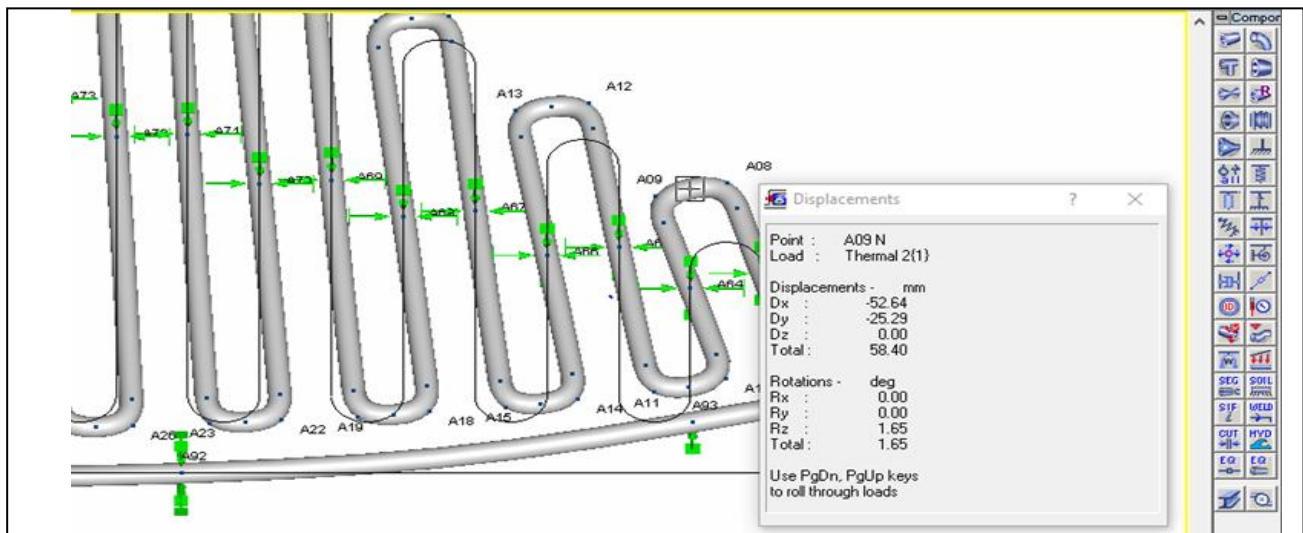 Compor
A73
A72
A71
A73
A69
A68
A67
A66
A64
A13
A12
A09
A08
A26
A23
A22
A19
A18
A15
A14
A11
A93
A92
Displacements
?
Point : A09 N
Load : Thermal 2{1}
Displacements - mm
Dx : -52.64
Dy : -25.29
Dz : 0.00
Total : 58.40
Rotations - deg
Rx : 0.00
Ry : 0.00
Rz : 1.65
Total : 1.65
Use PgDn, PgUp keys
to roll through loads
R
all
ID
W
SEG SOIL
SIF WELD
CUT HYD
EQ EQ